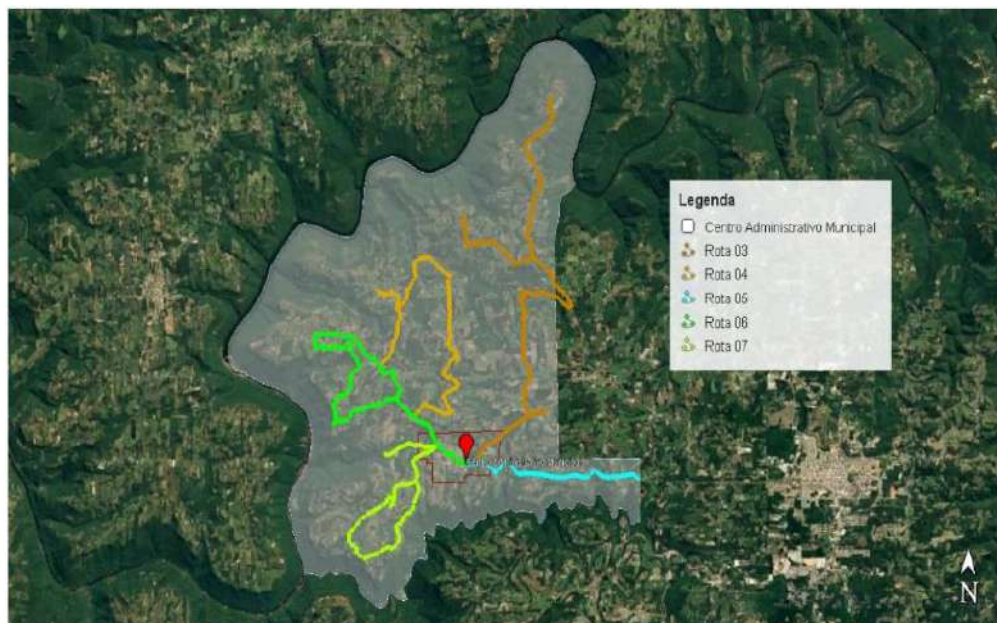 Legenda
Centro Administrativo Municipal
Rota 03
Rota 04
Rota 05
Rota 06
Rota 07
N